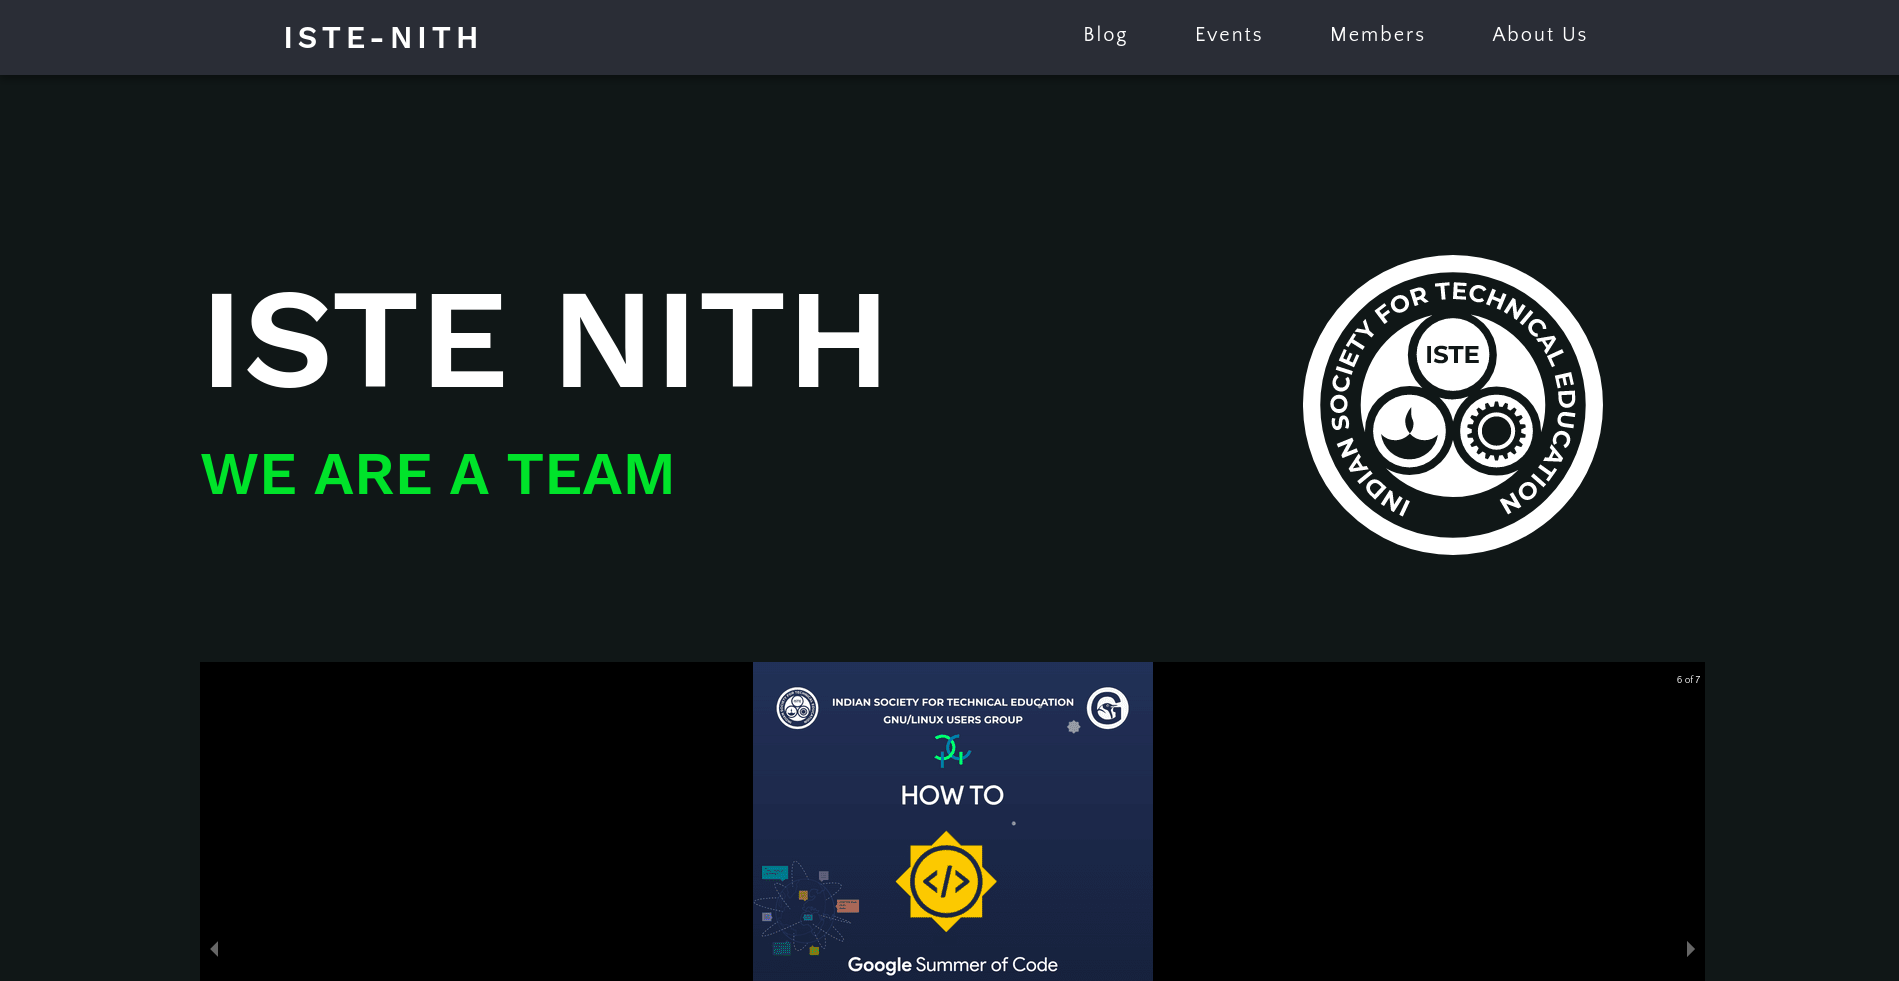 ISTE-NITH
Blog
Events
Members
About Us
ISTE NITH
WE ARE A TEAM
INDIAN SOCIETY FOR TECHNICAL EDUCATION
ISTE
6 of 7
INDIAN SOCIETY FOR TECHNICAL EDUCATION
GNU/LINUX USERS GROUP
HOW TO
</>
Google Summer of Code